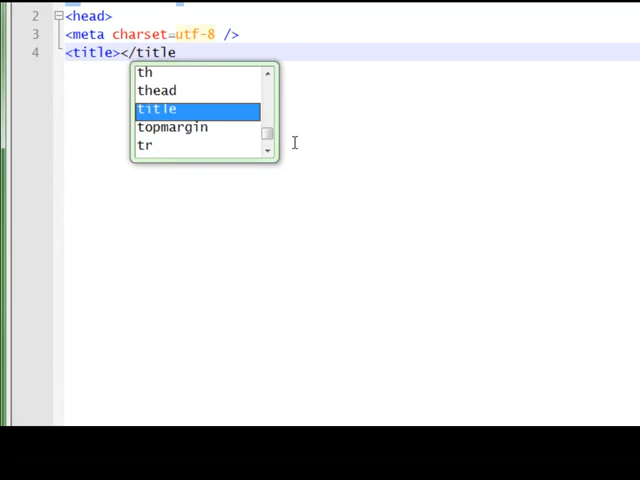 2 <head>
3 <meta charset=utf-8 />
4 <title></title
th
thead
title
topmargin
tr